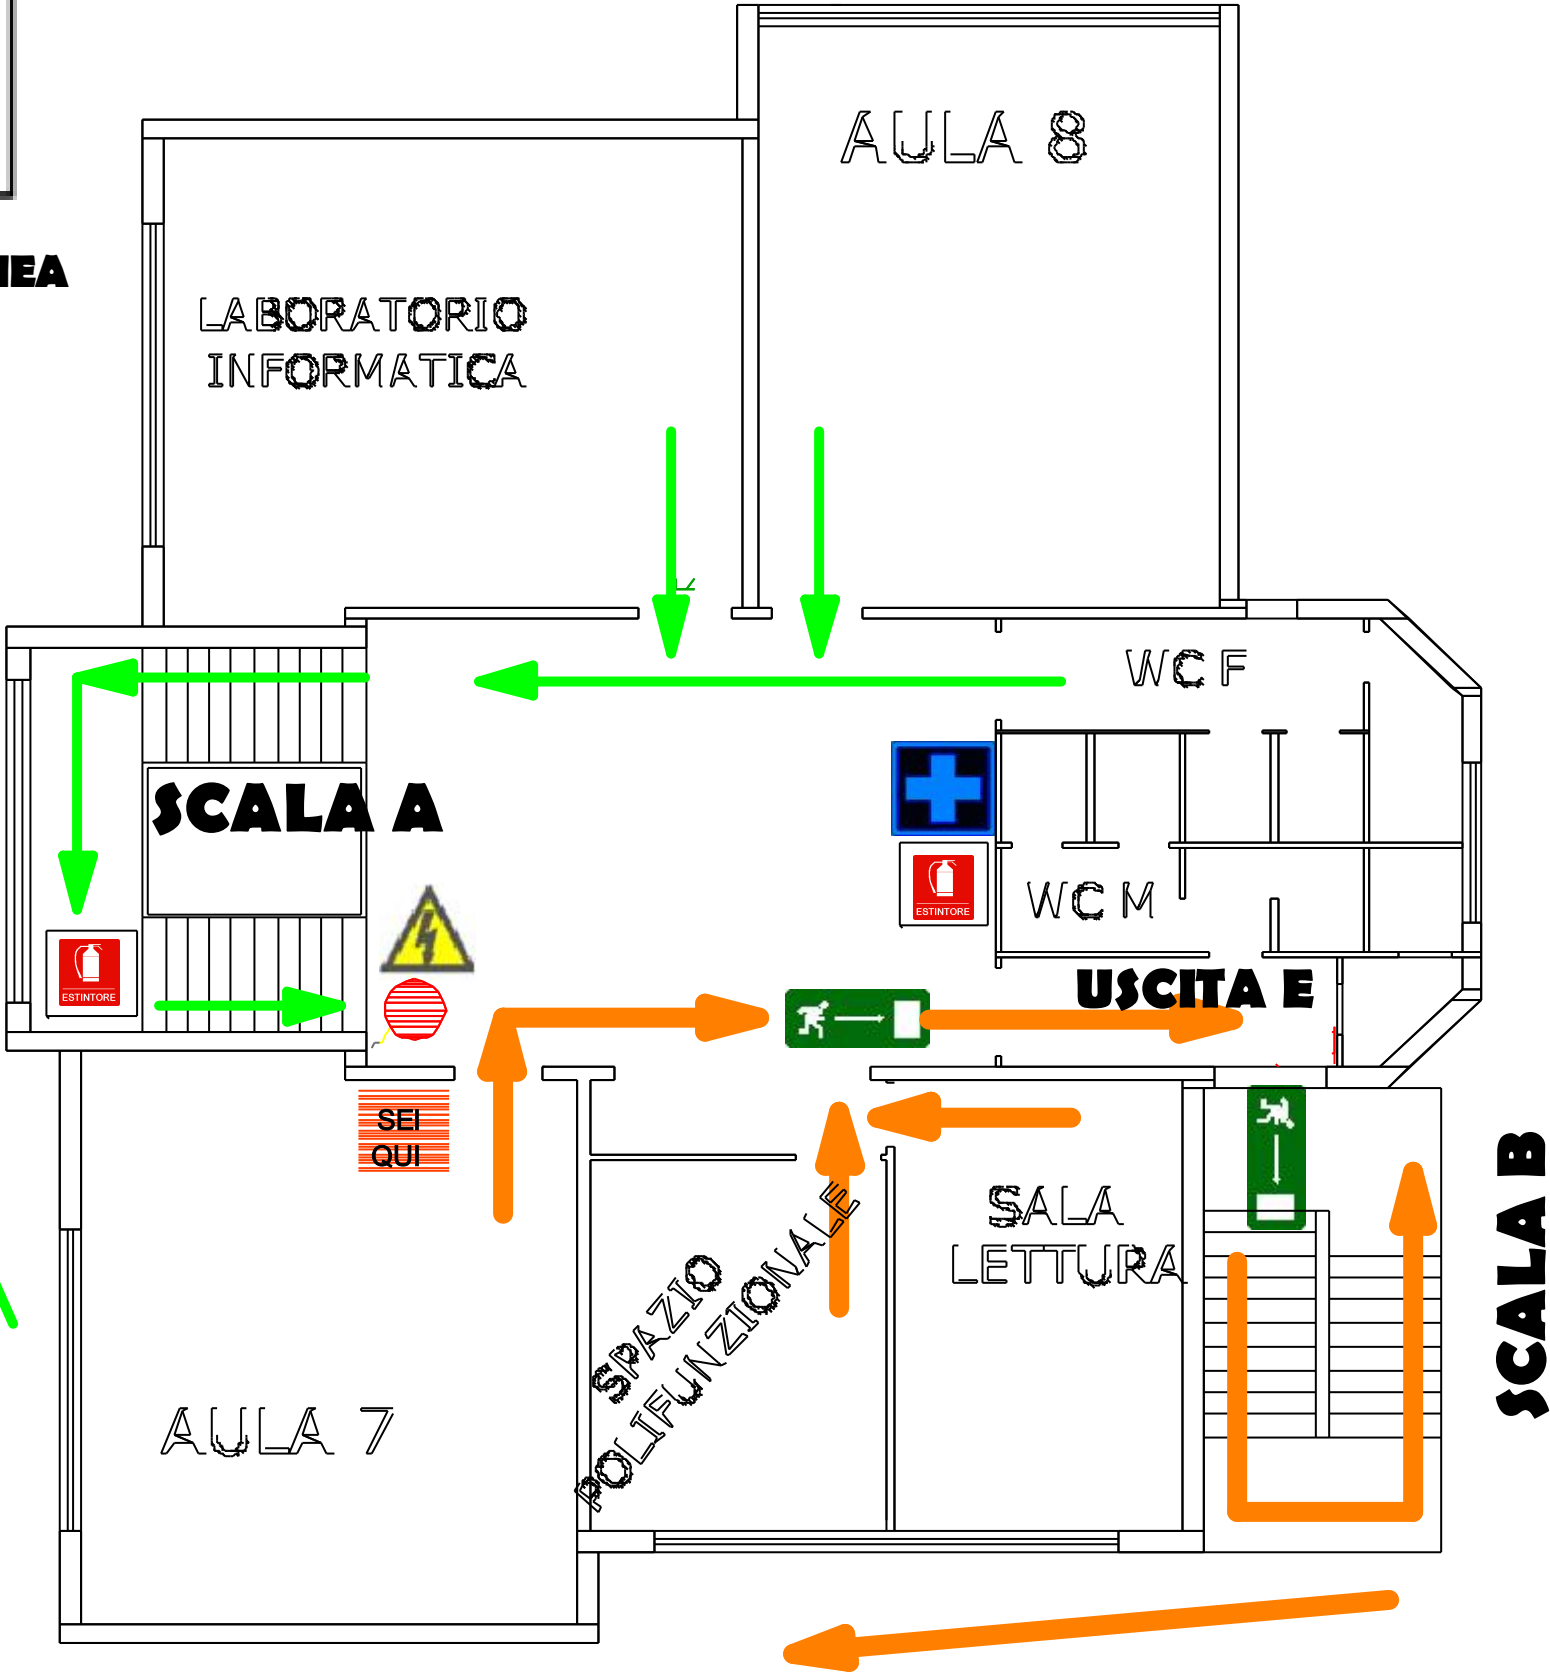 AULA 8
LABORATORIO
INFORMATICA
WC F
SCALA A
ESTINTORE
WC M
ESTINTORE
USCITA E
SEI
QUI
SALA
LETTURA
SPAZIO
POLIFUNZIONALE
SCALA B
AULA 7